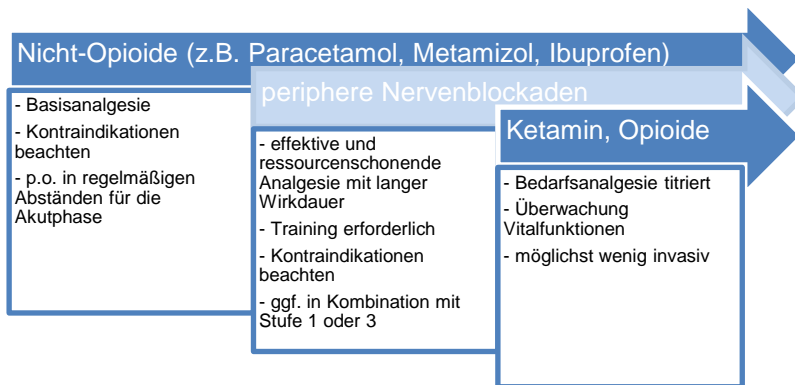 Nicht-Opioide (z.B. Paracetamol, Metamizol, Ibuprofen)
- Basisanalgesie
- Kontraindikationen
beachten
- p.o. in regelmäßigen
Abständen für die
Akutphase
periphere Nervenblockaden
- effektive und
ressourcenschonende
Analgesie mit langer
Wirkdauer
- Training erforderlich
- Kontraindikationen
beachten
- ggf. in Kombination mit
Stufe 1 oder 3
Ketamin, Opioide
- Bedarfsanalgesie titriert
- Überwachung
Vitalfunktionen
- möglichst wenig invasiv